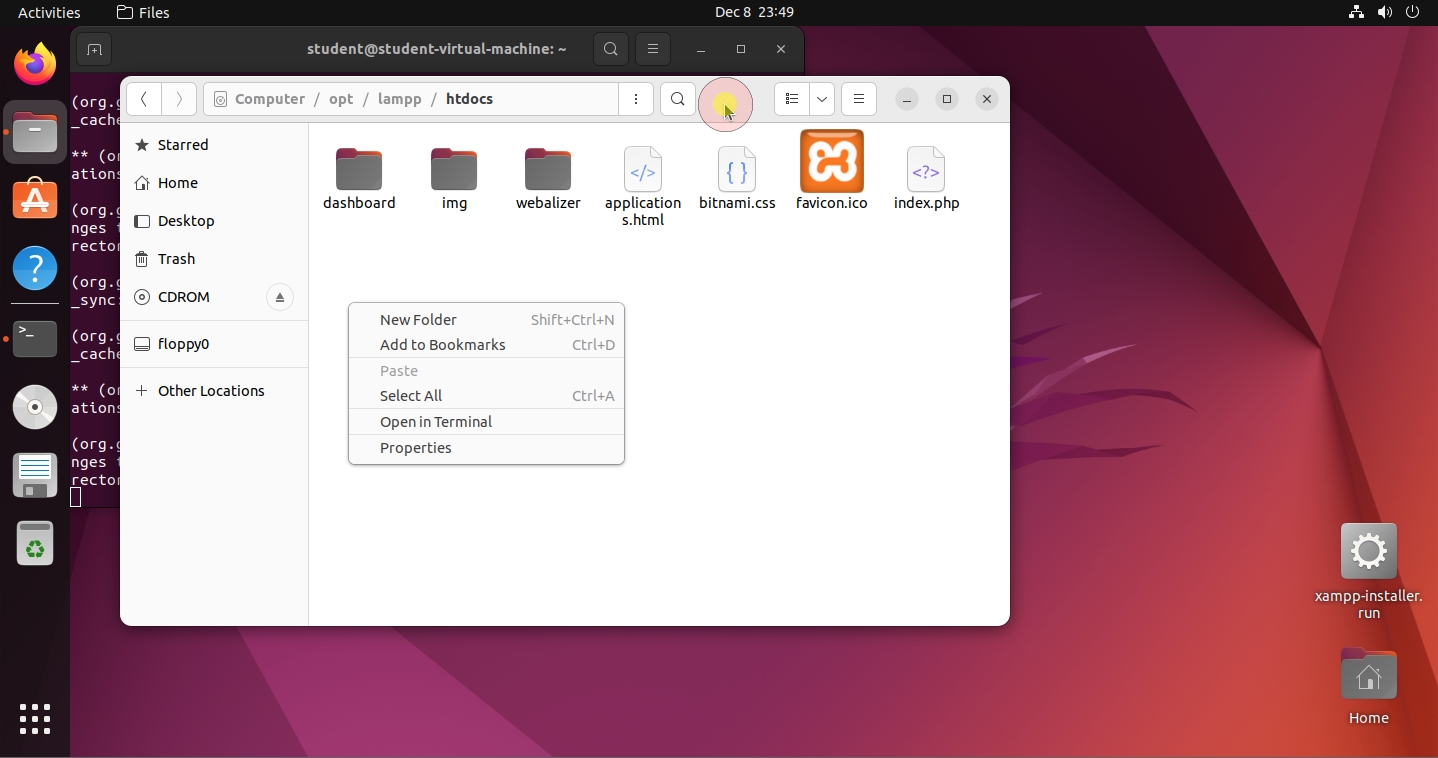 Activities
Files
Dec 8 23:49
student@student-virtual-machine: ~
Computer / opt / lampp / htdocs
Starred
Home
Desktop
Trash
CDROM
floppy0
Other Locations
dashboard
img
webalizer
application
s.html
bitnami.css
favicon.ico
index.php
New Folder Shift+Ctrl+N
Add to Bookmarks Ctrl+D
Paste
Select All Ctrl+A
Open in Terminal
Properties
(org.g
_cache
** (or
ations
(org.g
nges t
rector
(org.g
_sync:
(org.g
_cache
** (or
ations
(org.g
nges t
rector
xampp-installer.
run
Home